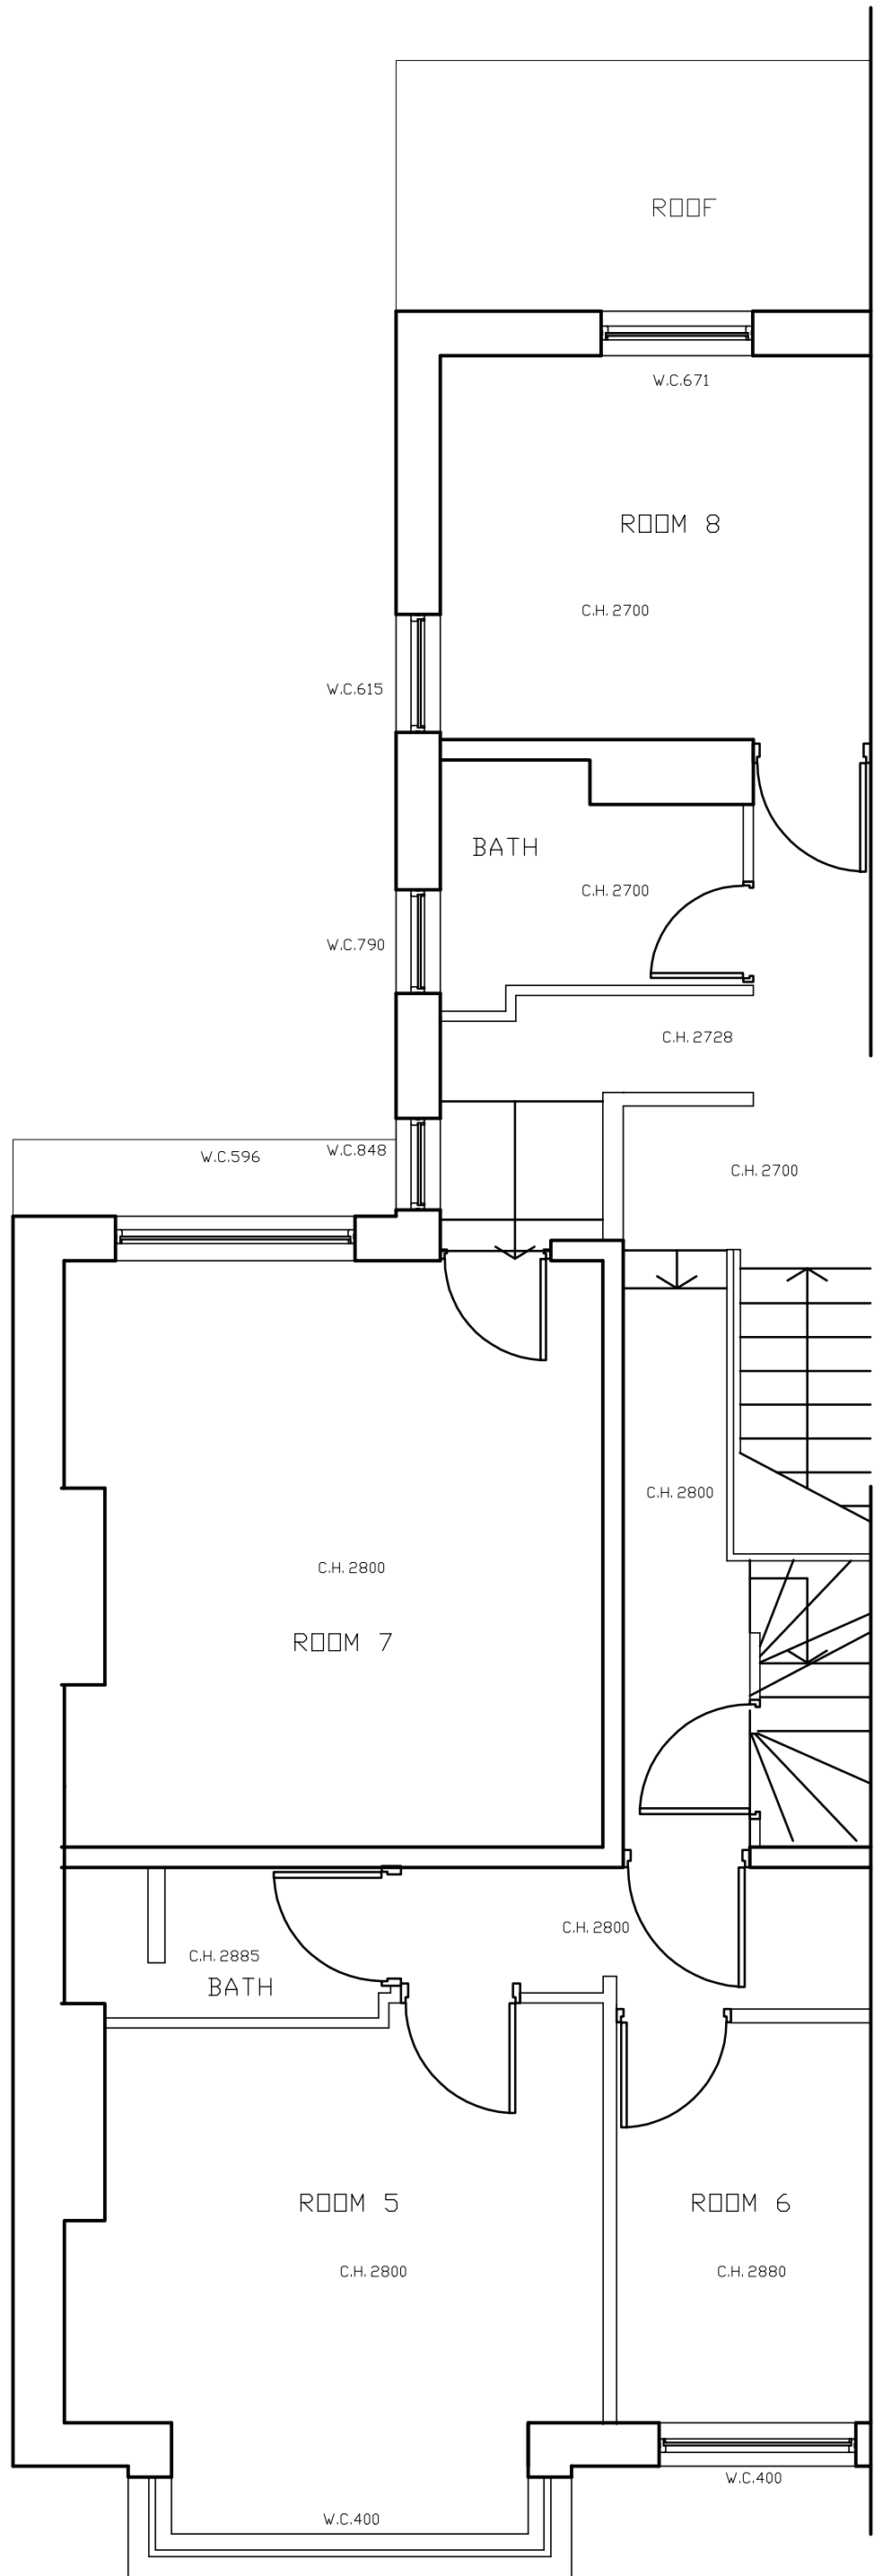 ROOF
W.C.671
ROOM 8
C.H. 2700
W.C.615
BATH
C.H. 2700
W.C.790
C.H. 2728
W.C.848
W.C.596
C.H. 2700
C.H. 2800
C.H. 2800
ROOM 7
C.H. 2800
C.H. 2885
BATH
ROOM 5
ROOM 6
C.H. 2800
C.H. 2880
W.C.400
W.C.400